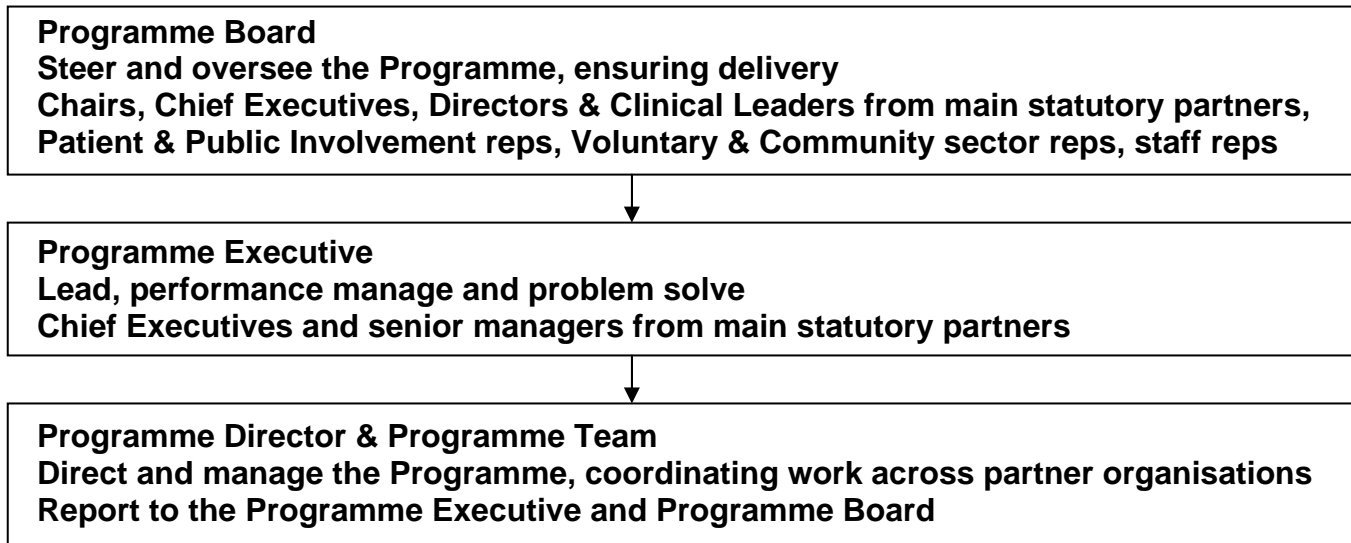 Programme Board
Steer and oversee the Programme, ensuring delivery
Chairs, Chief Executives, Directors & Clinical Leaders from main statutory partners,
Patient & Public Involvement reps, Voluntary & Community sector reps, staff reps
Programme Executive
Lead, performance manage and problem solve
Chief Executives and senior managers from main statutory partners
Programme Director & Programme Team
Direct and manage the Programme, coordinating work across partner organisations
Report to the Programme Executive and Programme Board